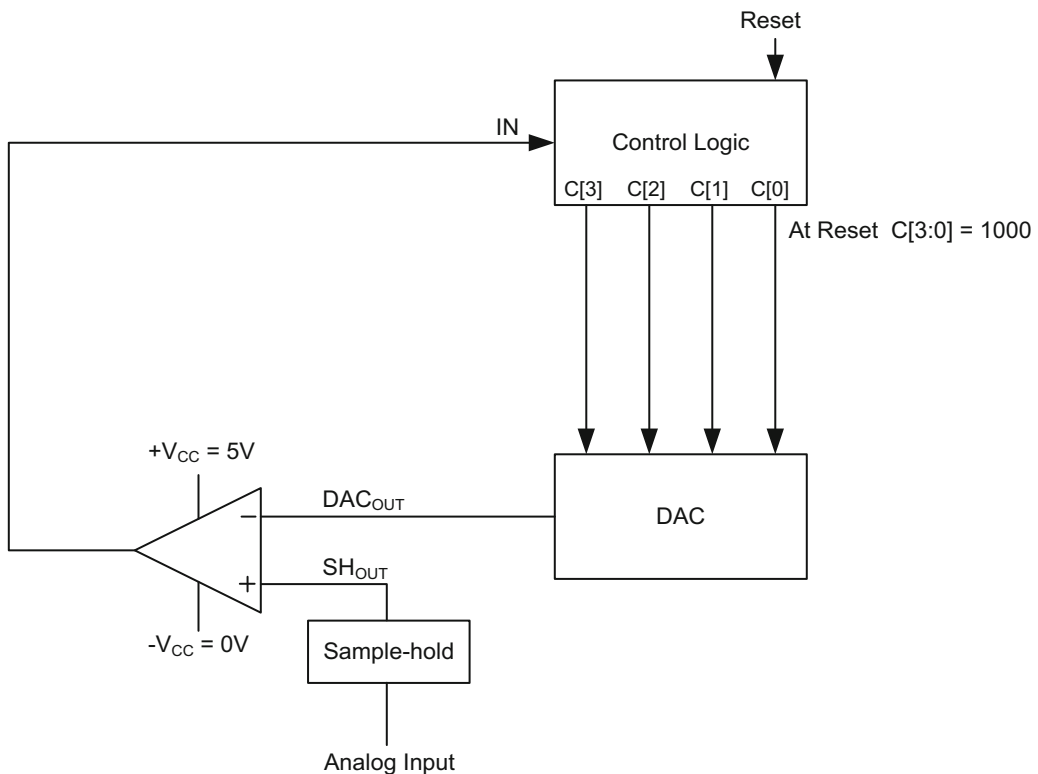 Reset
IN
Control Logic
C[3] C[2] C[1] C[0]
At Reset C[3:0] = 1000
+VCC = 5V
DACOUT
DAC
−
SHOUT
+
-VCC = 0V
Sample-hold
Analog Input